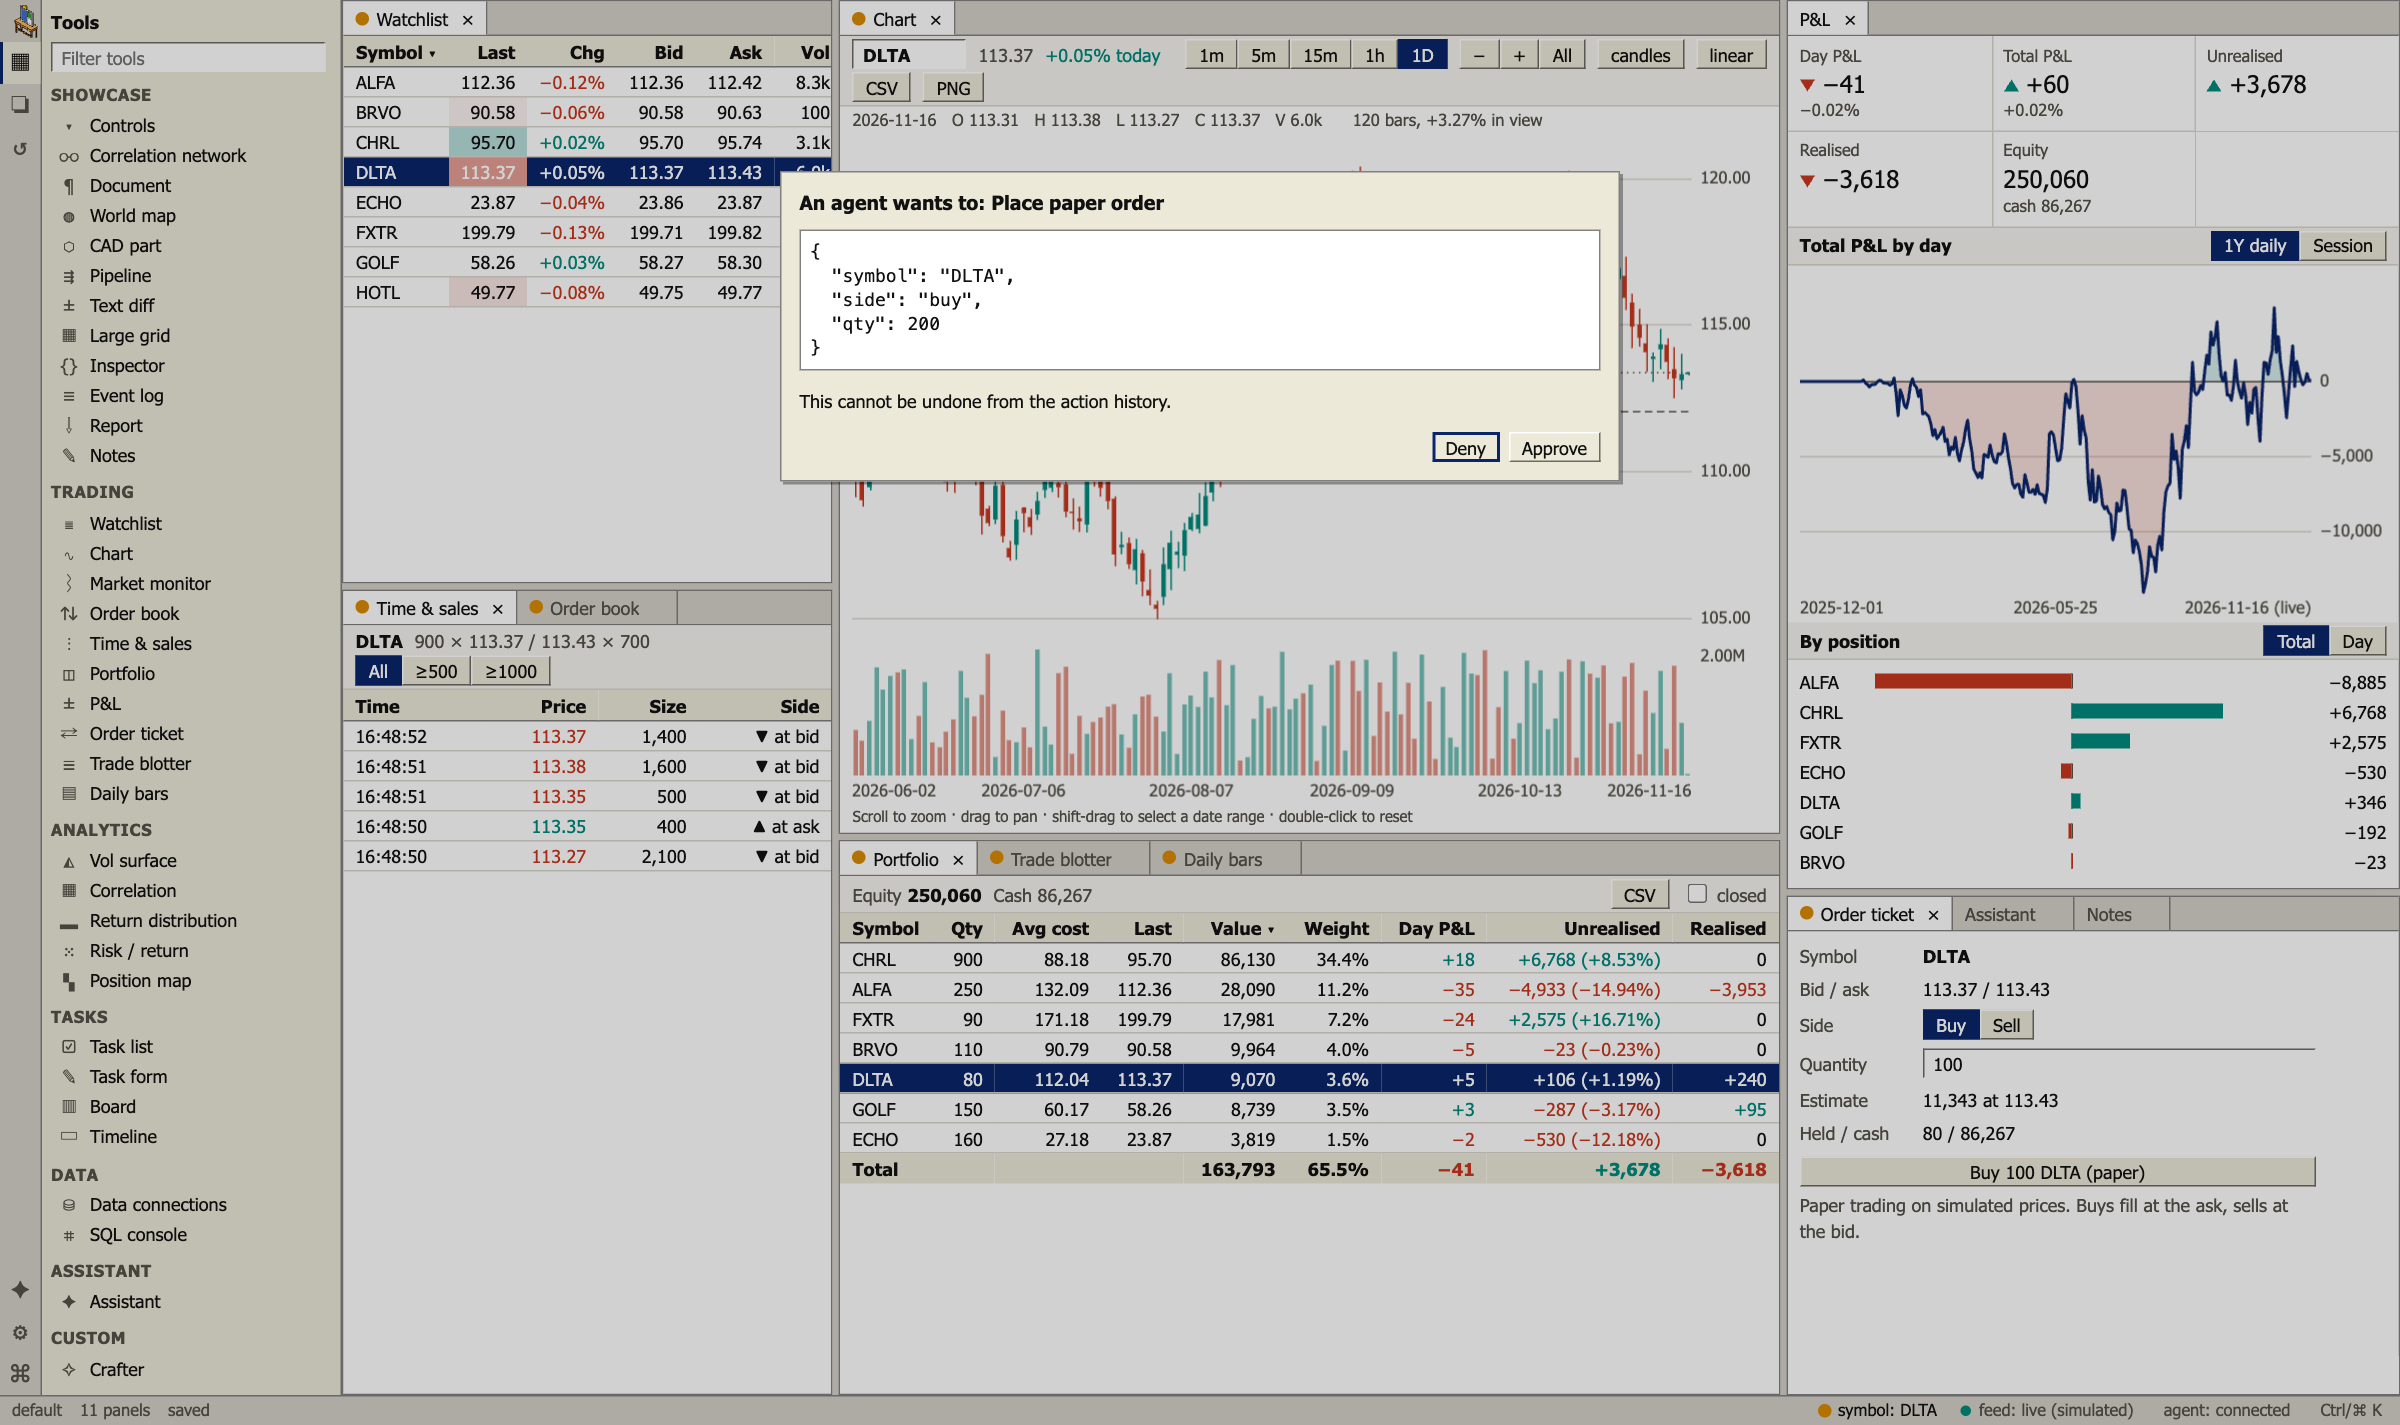 Tools
Filter tools
SHOWCASE
Controls
Correlation network
Document
World map
CAD part
Pipeline
Text diff
Large grid
Inspector
Event log
Report
Notes
TRADING
Watchlist
Chart
Market monitor
Order book
Time & sales
Portfolio
P&L
Order ticket
Trade blotter
Daily bars
ANALYTICS
Vol surface
Correlation
Return distribution
Risk / return
Position map
TASKS
Task list
Task form
Board
Timeline
DATA
Data connections
SQL console
ASSISTANT
Assistant
CUSTOM
Crafter
Watchlist
Symbol Last Chg Bid Ask Vol
ALFA 112.36 −0.12% 112.36 112.42 8.3k
BRVO 90.58 −0.06% 90.58 90.63 100
CHRL 95.70 +0.02% 95.70 95.74 3.1k
DLTA 113.37 +0.05% 113.37 113.43
ECHO 23.87 −0.04% 23.86 23.87
FXTR 199.79 −0.13% 199.71 199.82
GOLF 58.26 +0.03% 58.27 58.30
HOTL 49.77 −0.08% 49.75 49.77
Time & sales Order book
DLTA 900 × 113.37 / 113.43 × 700
All ≥500 ≥1000
Time Price Size Side
16:48:52 113.37 1,400 ▼ at bid
16:48:51 113.38 1,600 ▼ at bid
16:48:51 113.35 500 ▼ at bid
16:48:50 113.35 400 ▲ at ask
16:48:50 113.27 2,100 ▼ at bid
Chart
DLTA 113.37 +0.05% today 1m 5m 15m 1h 1D − + All candles linear
CSV PNG
2026-11-16 O 113.31 H 113.38 L 113.27 C 113.37 V 6.0k 120 bars, +3.27% in view
120.00
115.00
110.00
105.00
2.00M
2026-06-02 2026-07-06 2026-08-07 2026-09-09 2026-10-13 2026-11-16
Scroll to zoom · drag to pan · shift-drag to select a date range · double-click to reset
An agent wants to: Place paper order
{
"symbol": "DLTA",
"side": "buy",
"qty": 200
}
This cannot be undone from the action history.
Deny Approve
Portfolio Trade blotter Daily bars
Equity 250,060 Cash 86,267 CSV closed
Symbol Qty Avg cost Last Value Weight Day P&L Unrealised Realised
CHRL 900 88.18 95.70 86,130 34.4% +18 +6,768 (+8.53%) 0
ALFA 250 132.09 112.36 28,090 11.2% −35 −4,933 (−14.94%) −3,953
FXTR 90 171.18 199.79 17,981 7.2% −24 +2,575 (+16.71%) 0
BRVO 110 90.79 90.58 9,964 4.0% −5 −23 (−0.23%) 0
DLTA 80 112.04 113.37 9,070 3.6% +5 +106 (+1.19%) +240
GOLF 150 60.17 58.26 8,739 3.5% +3 −287 (−3.17%) +95
ECHO 160 27.18 23.87 3,819 1.5% −2 −530 (−12.18%) 0
Total 163,793 65.5% −41 +3,678 −3,618
P&L
Day P&L Total P&L Unrealised
▼ −41 ▲ +60 ▲ +3,678
−0.02% +0.02%
Realised Equity
▼ −3,618 250,060
cash 86,267
Total P&L by day 1Y daily Session
0
−5,000
−10,000
2025-12-01 2026-05-25 2026-11-16 (live)
By position Total Day
ALFA −8,885
CHRL +6,768
FXTR +2,575
ECHO −530
DLTA +346
GOLF −192
BRVO −23
Order ticket Assistant Notes
Symbol DLTA
Bid / ask 113.37 / 113.43
Side Buy Sell
Quantity 100
Estimate 11,343 at 113.43
Held / cash 80 / 86,267
Buy 100 DLTA (paper)
Paper trading on simulated prices. Buys fill at the ask, sells at
the bid.
default 11 panels saved
symbol: DLTA feed: live (simulated) agent: connected Ctrl/⌘ K